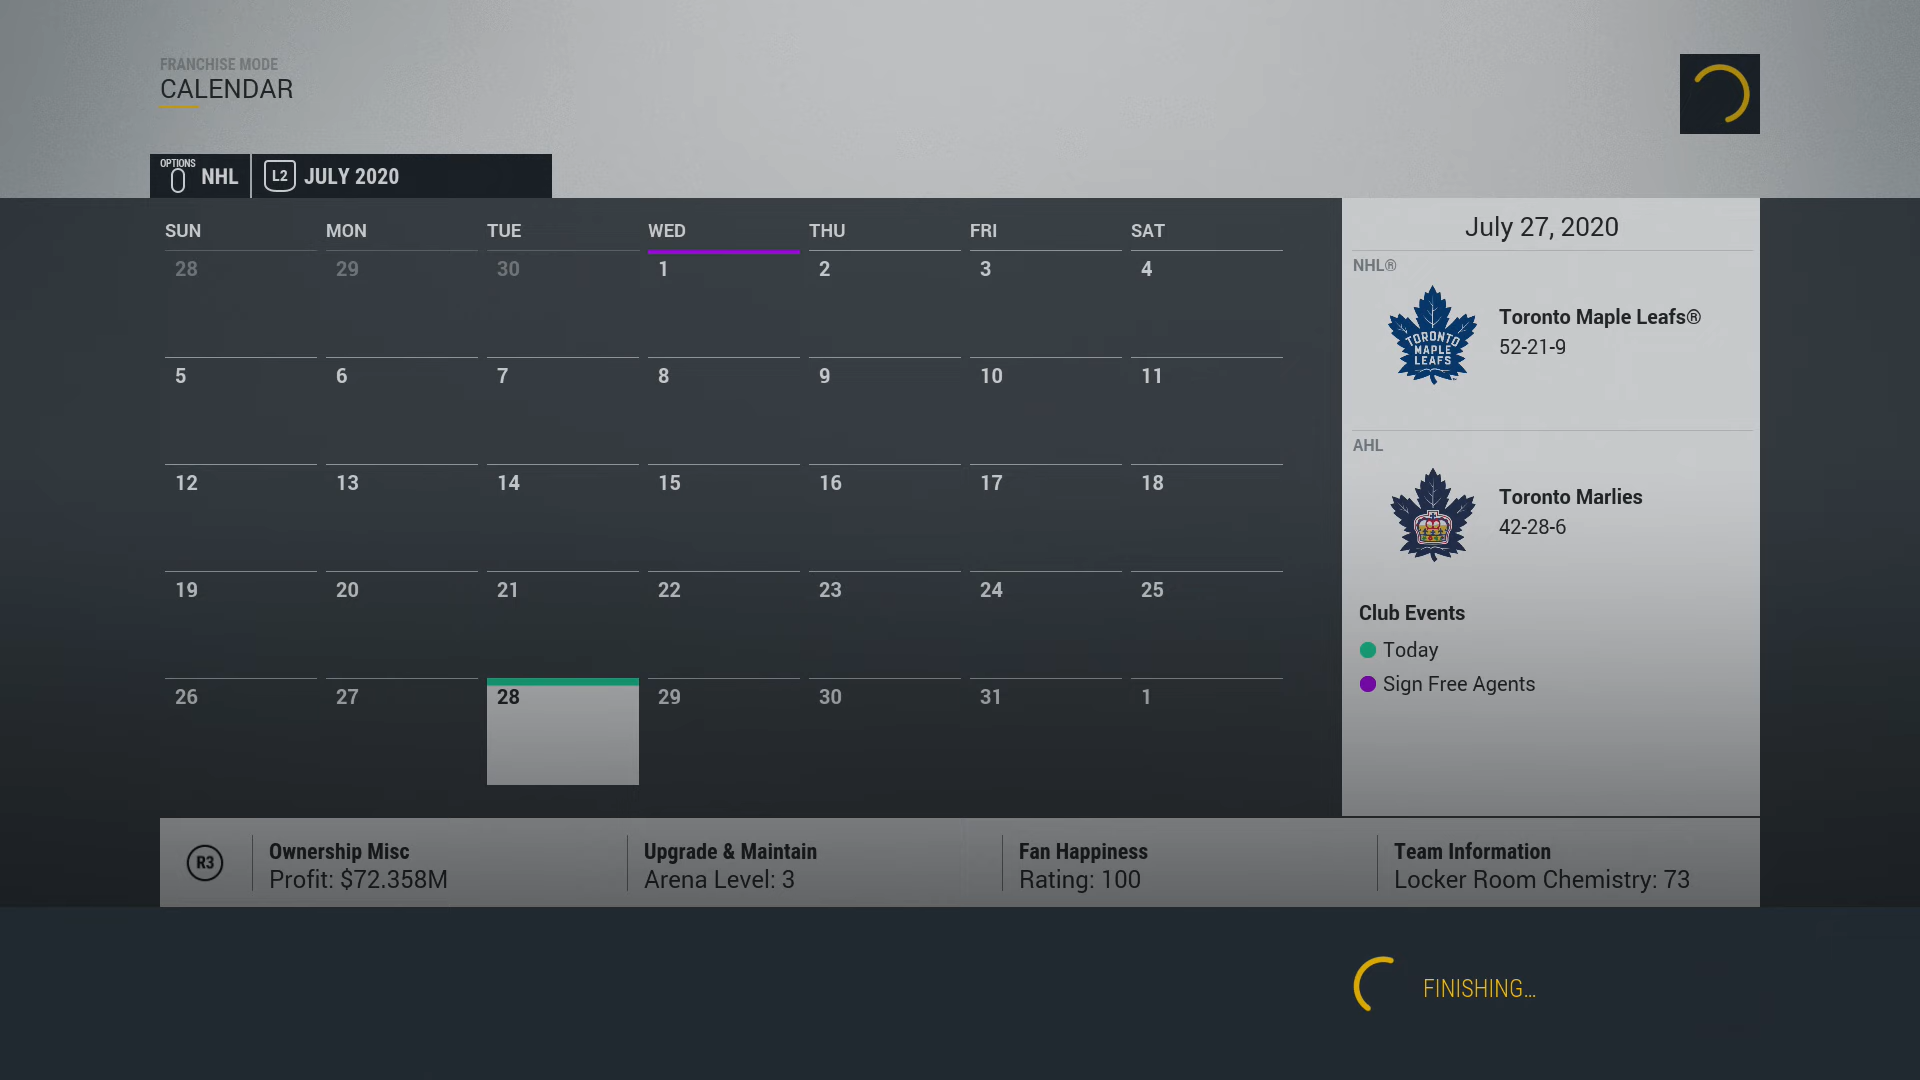 FRANCHISE MODE
CALENDAR
OPTIONS
NHL
L2
JULY 2020
SUN MON TUE WED THU FRI SAT
28 29 30 1 2 3 4
5 6 7 8 9 10 11
12 13 14 15 16 17 18
19 20 21 22 23 24 25
26 27 28 29 30 31 1
July 27, 2020
NHL®
TORONTO
MAPLE
LEAFS
Toronto Maple Leafs®
52-21-9
AHL
Toronto Marlies
42-28-6
Club Events
Today
Sign Free Agents
R3
Ownership Misc
Profit: $72.358M
Upgrade & Maintain
Arena Level: 3
Fan Happiness
Rating: 100
Team Information
Locker Room Chemistry: 73
FINISHING...